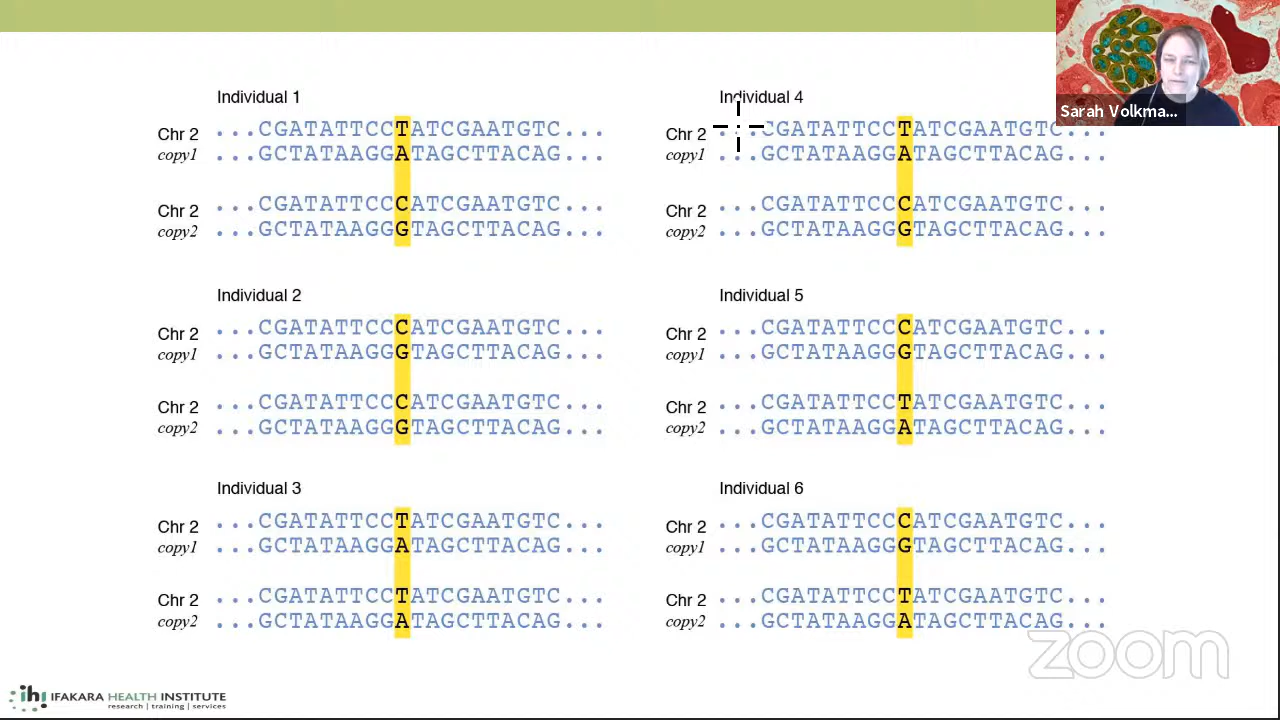 Individual 1
Chr 2 ...CGATATTCCTATCGAATGTC...
copy1 ...GCTATAAGGATAGCTTACAG...
Chr 2 ...CGATATTCCCATCGAATGTC...
copy2 ...GCTATAAGGGTAGCTTACAG...
Individual 2
Chr 2 ...CGATATTCCCATCGAATGTC...
copy1 ...GCTATAAGGGTAGCTTACAG...
Chr 2 ...CGATATTCCCATCGAATGTC...
copy2 ...GCTATAAGGGTAGCTTACAG...
Individual 3
Chr 2 ...CGATATTCCTATCGAATGTC...
copy1 ...GCTATAAGGATAGCTTACAG...
Chr 2 ...CGATATTCCTATCGAATGTC...
copy2 ...GCTATAAGGATAGCTTACAG...
Individual 4
Chr 2 ...CGATATTCCTATCGAATGTC...
copy1 ...GCTATAAGGATAGCTTACAG...
Chr 2 ...CGATATTCCCATCGAATGTC...
copy2 ...GCTATAAGGGTAGCTTACAG...
Individual 5
Chr 2 ...CGATATTCCCATCGAATGTC...
copy1 ...GCTATAAGGGTAGCTTACAG...
Chr 2 ...CGATATTCCTATCGAATGTC...
copy2 ...GCTATAAGGATAGCTTACAG...
Individual 6
Chr 2 ...CGATATTCCCATCGAATGTC...
copy1 ...GCTATAAGGGTAGCTTACAG...
Chr 2 ...CGATATTCCTATCGAATGTC...
copy2 ...GCTATAAGGATAGCTTACAG...
Sarah Volkma...
zoom
ihi IFAKARA HEALTH INSTITUTE
research | training | services